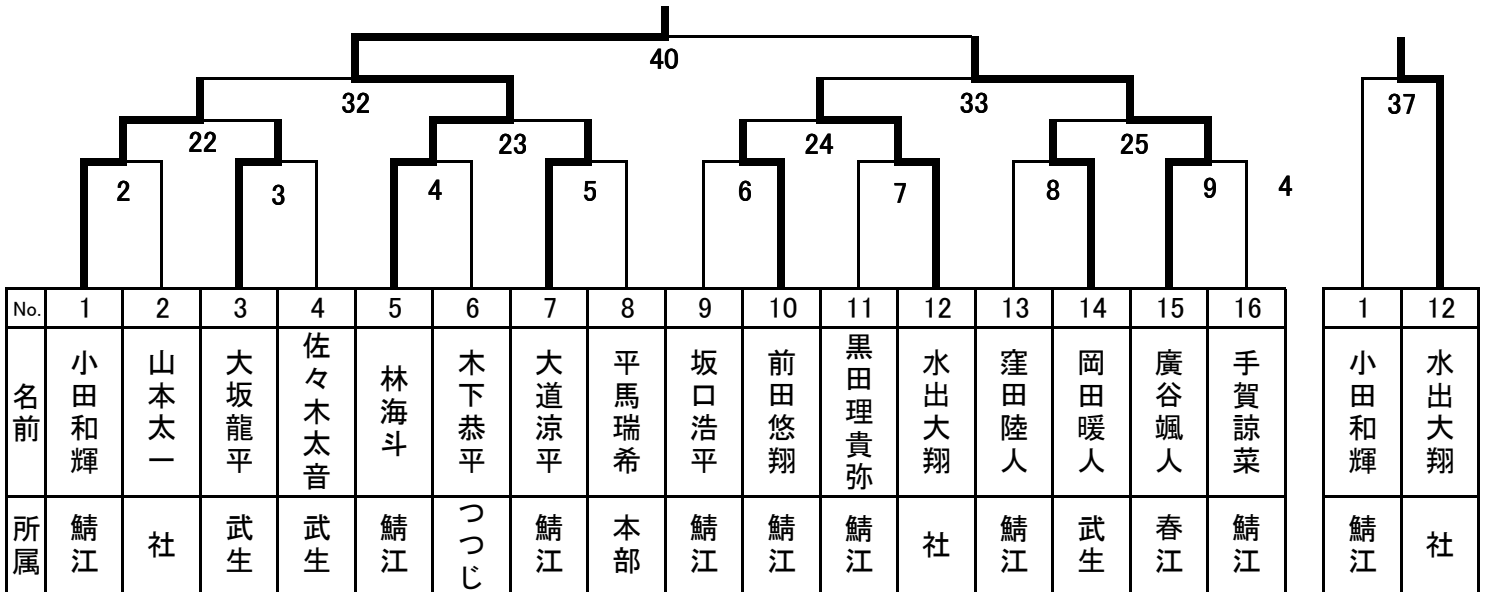 40
32
33
37
22
23
24
25
2
3
4
5
6
7
8
9
4
No. 1 2 3 4 5 6 7 8 9 10 11 12 13 14 15 16 1 12
名前
小田和輝
山本太一
大坂龍平
佐々木太音
林海斗
木下恭平
大道涼平
平馬瑞希
坂口浩平
前田悠翔
黒田理貴弥
水出大翔
窪田陸人
岡田暖人
廣谷颯人
手賀諒菜
小田和輝
水出大翔
所属
鯖江
社
武生
武生
鯖江
つつじ
鯖江
本部
鯖江
鯖江
鯖江
社
鯖江
武生
春江
鯖江
鯖江
社